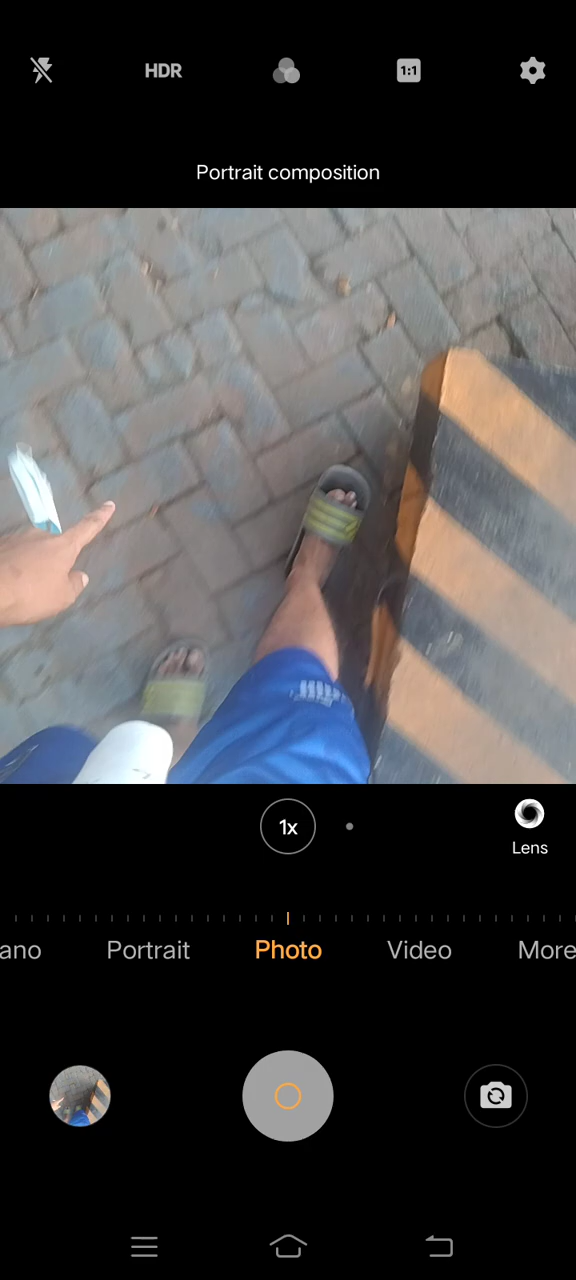 HDR
1:1
Portrait composition
1x
Lens
ano
Portrait
Photo
Video
More